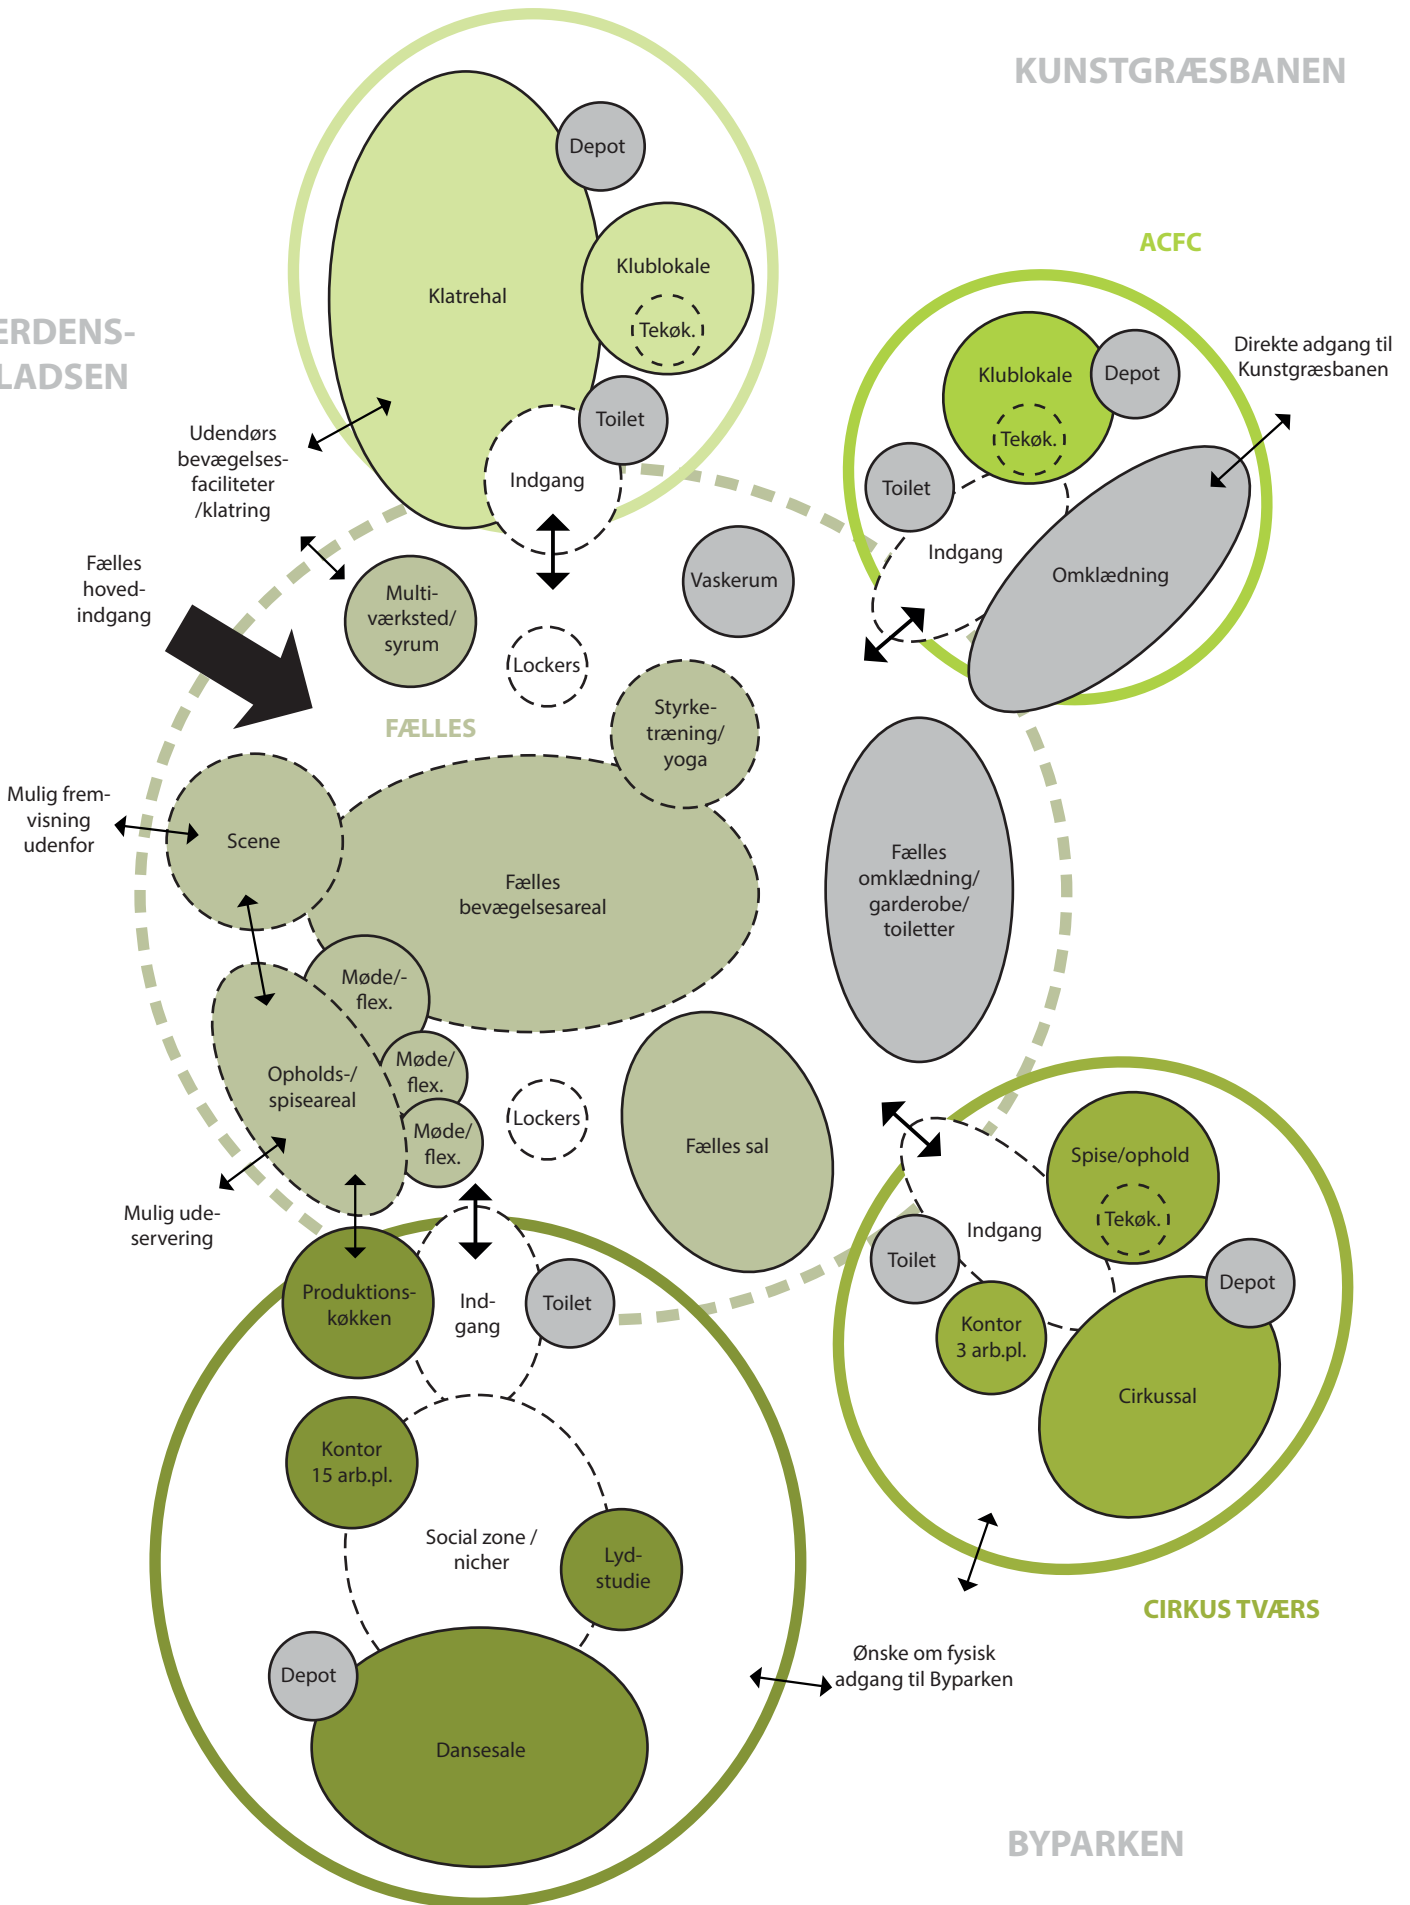 KUNSTGRÆSBANEN
Depot
Klublokale
Tekøk.
Klatrehal
Toilet
Indgang
ERDENS-
LADSEN
Udendørs
bevægelses-
faciliteter
/klatring
ACFC
Direkte adgang til
Kunstgræsbanen
Klublokale
Depot
Tekøk.
Toilet
Indgang
Omklædning
Fælles
hoved-
indgang
Multi-
værksted/
syrum
Vaskerum
Lockers
FÆLLES
Styrke-
træning/
yoga
Mulig frem-
visning
udenfor
Scene
Fælles
bevægelsesareal
Fælles
omklædning/
garderobe/
toiletter
Møde/-
flex.
Møde/
flex.
Møde/
flex.
Opholds-/
spiseareal
Lockers
Fælles sal
Mulig ude-
servering
Spise/ophold
Tekøk.
Indgang
Toilet
Depot
Kontor
3 arb.pl.
Cirkussal
CIRKUS TVÆRS
Produktions-
køkken
Ind-
gang
Toilet
Kontor
15 arb.pl.
Social zone /
nicher
Lyd-
studie
Depot
Dansesale
Ønske om fysisk
adgang til Byparken
BYPARKEN